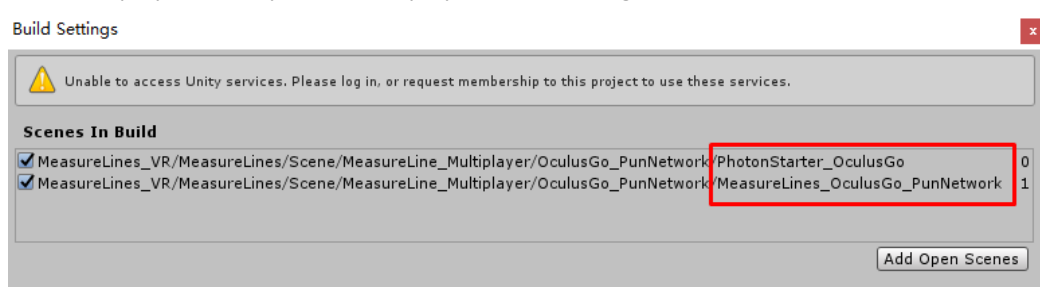 Build Settings
x
Unable to access Unity services. Please log in, or request membership to this project to use these services.
Scenes In Build
MeasureLines_VR/MeasureLines/Scene/MeasureLine_Multiplayer/OculusGo_PunNetwork/PhotonStarter_OculusGo 0
MeasureLines_VR/MeasureLines/Scene/MeasureLine_Multiplayer/OculusGo_PunNetwork/MeasureLines_OculusGo_PunNetwork 1
Add Open Scenes